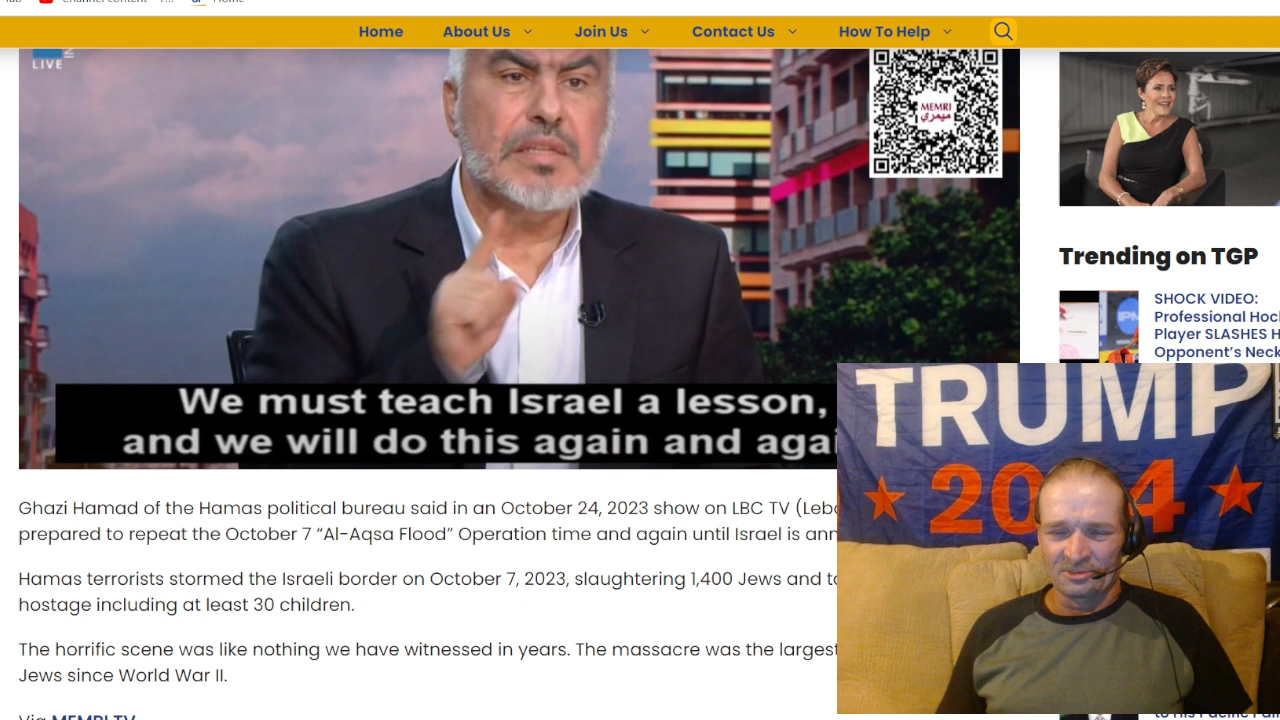 Home About Us Join Us Contact Us How To Help
LIVE
MEMRI
ميمري
We must teach Israel a lesson,
and we will do this again and agai
Ghazi Hamad of the Hamas political bureau said in an October 24, 2023 show on LBC TV (Leb
prepared to repeat the October 7 “Al-Aqsa Flood” Operation time and again until Israel is ann
Hamas terrorists stormed the Israeli border on October 7, 2023, slaughtering 1,400 Jews and
hostage including at least 30 children.
The horrific scene was like nothing we have witnessed in years. The massacre was the largest
Jews since World War II.
Via MEMRI TV
Trending on TGP
SHOCK VIDEO:
Professional Hoc
Player SLASHES H
Opponent’s Neck
TRUMP
2024